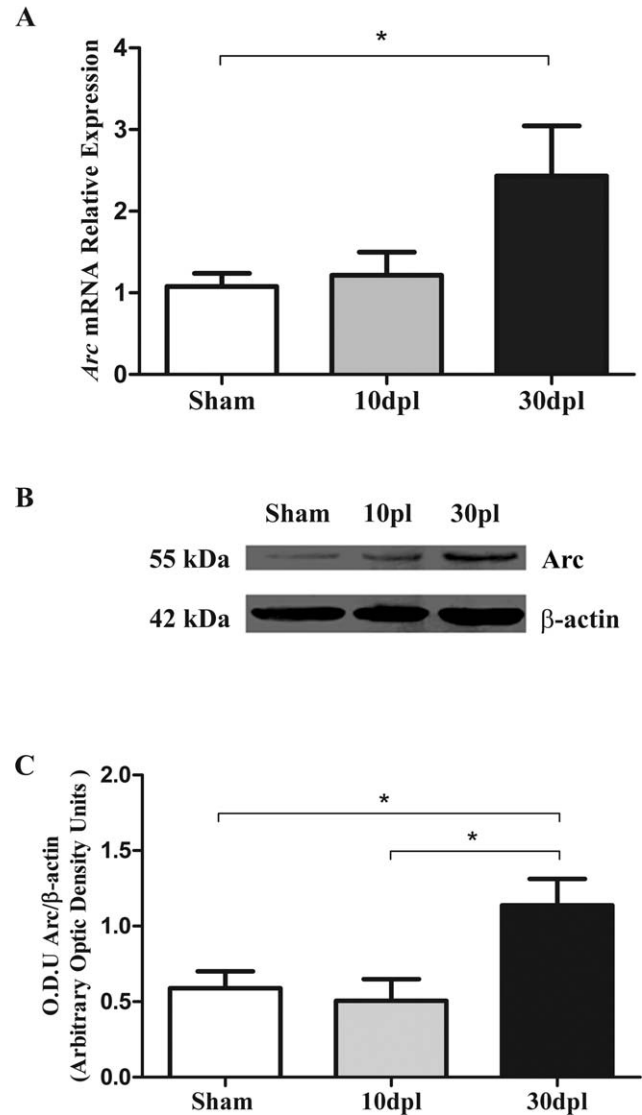 A
*
4
3
2
1
0
Arc mRNA Relative Expression
Sham 10dpl 30dpl
B
Sham 10pl 30pl
55 kDa Arc
42 kDa β-actin
C
2.0
*
*
1.5
1.0
0.5
0.0
O.D.U Arc/β-actin
(Arbitrary Optic Density Units )
Sham 10dpl 30dpl